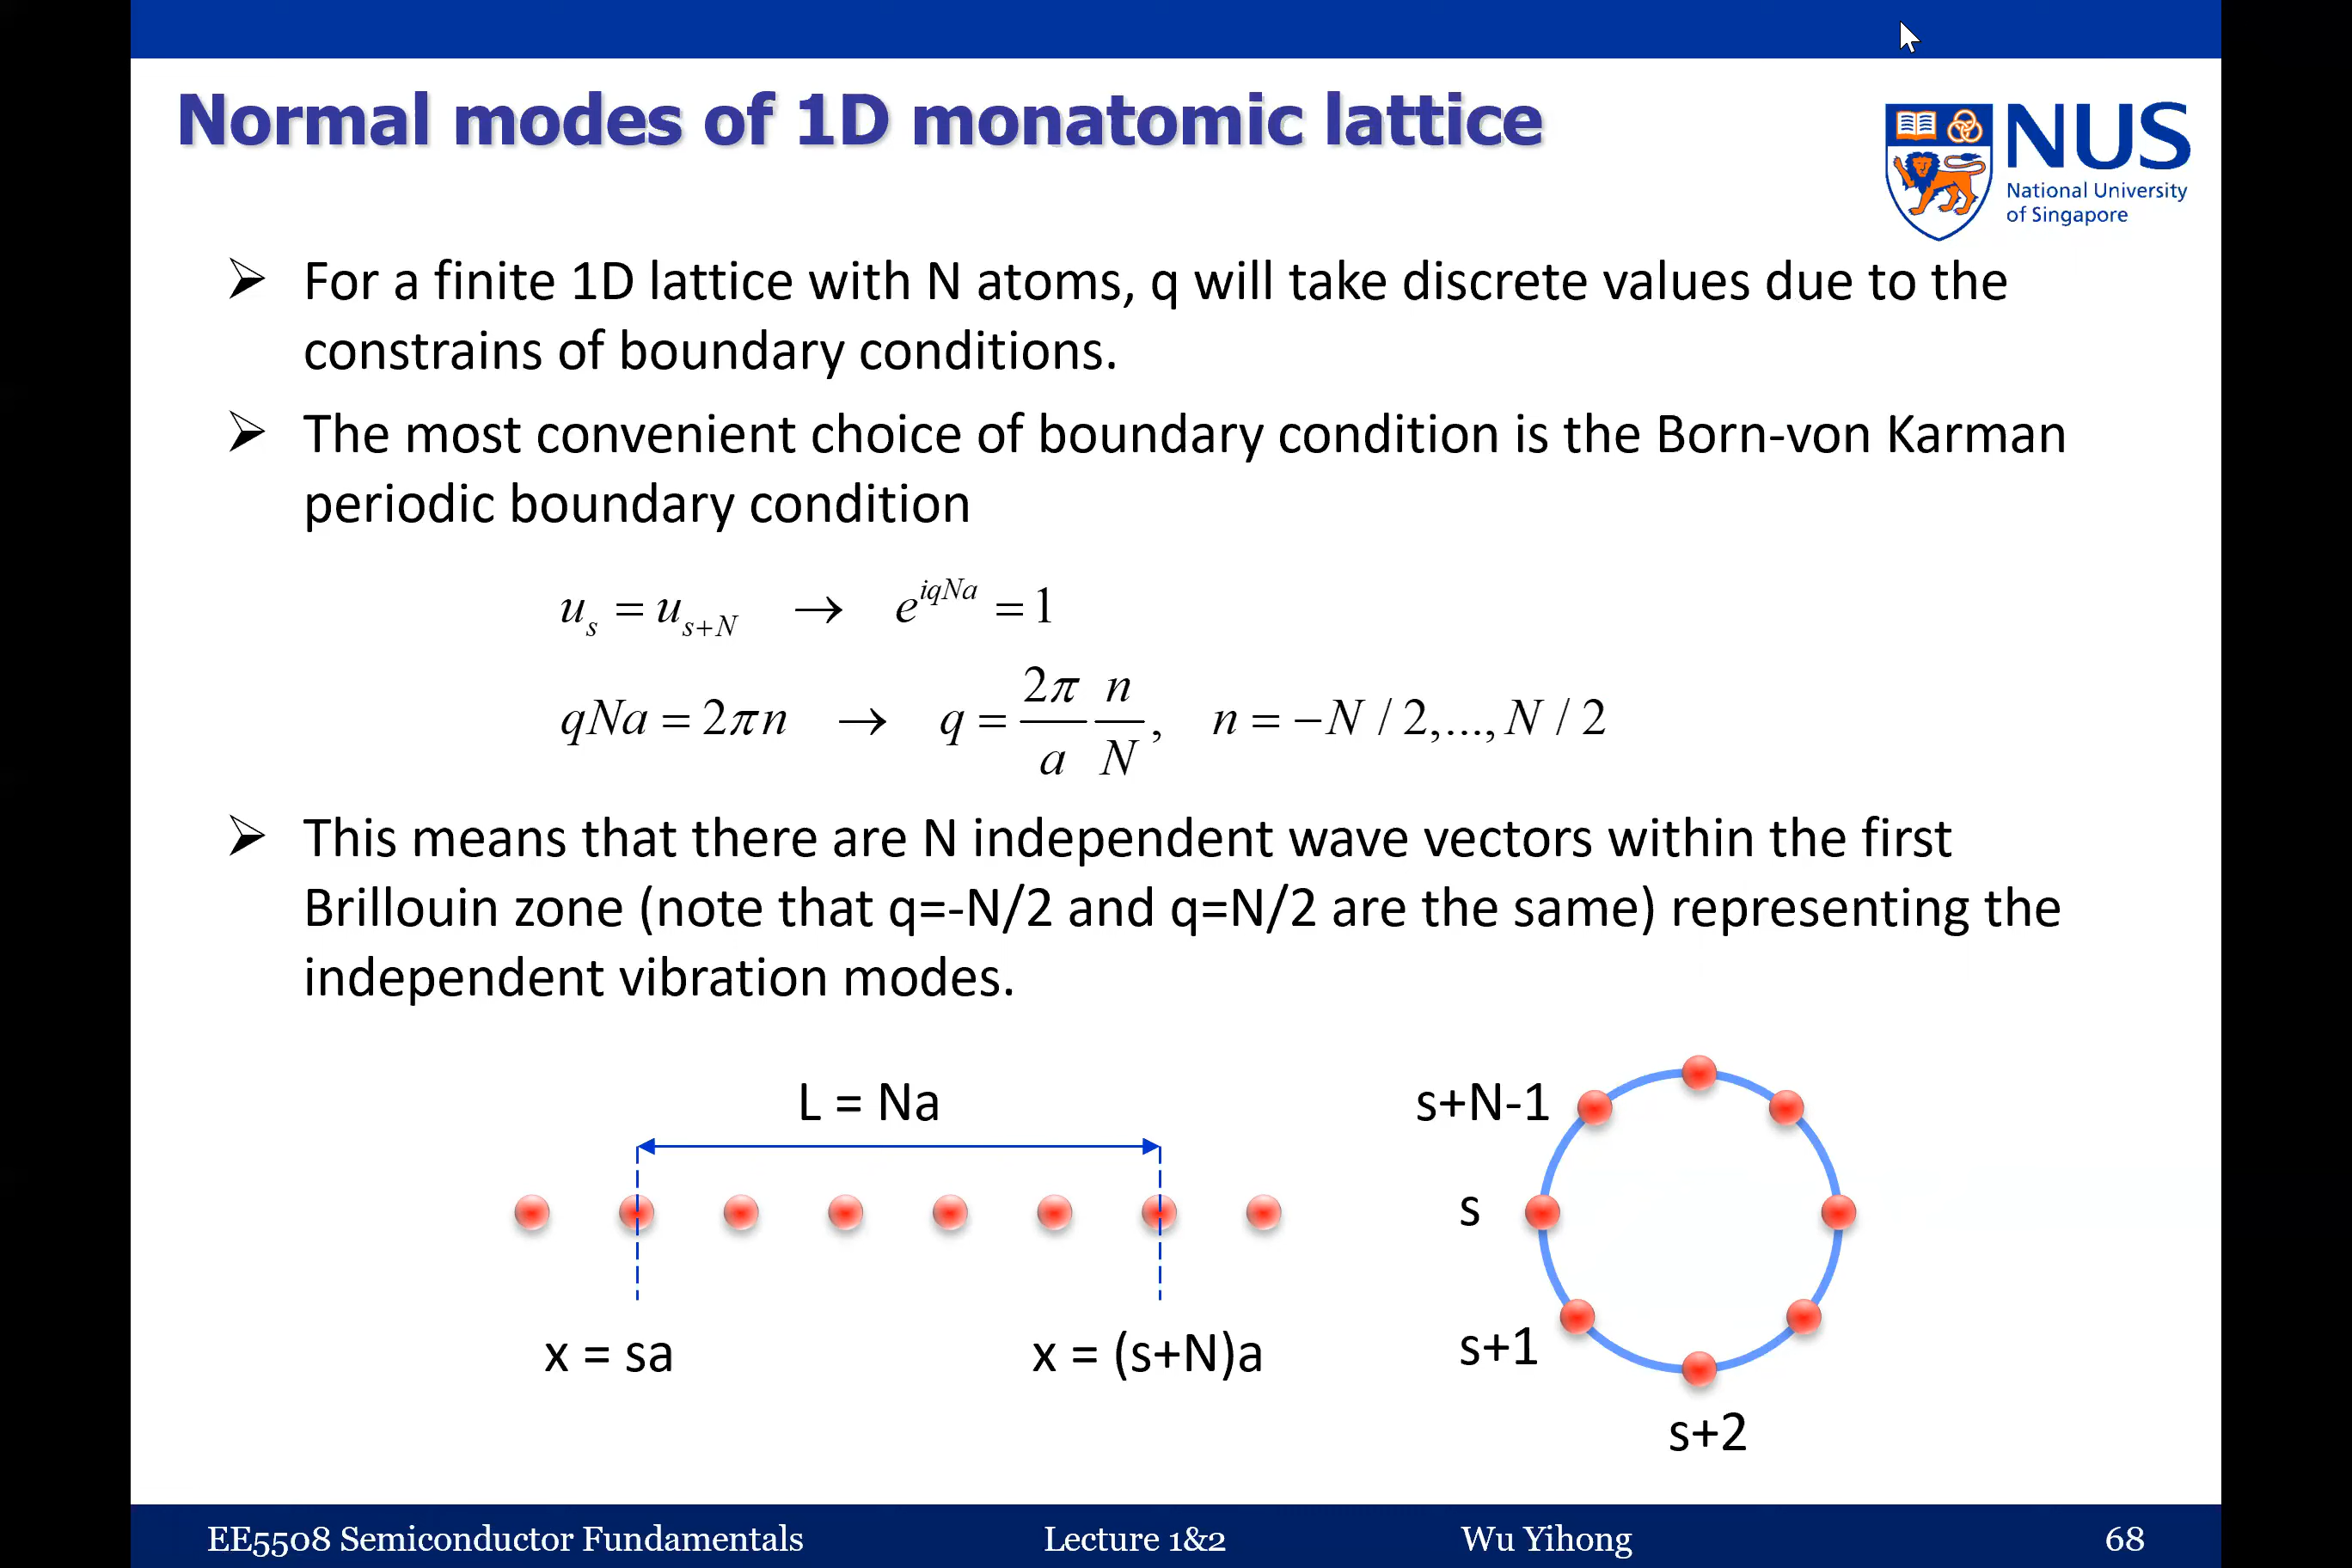 Normal modes of 1D monatomic lattice
NUS
National University
of Singapore
➢ For a finite 1D lattice with N atoms, q will take discrete values due to the
constrains of boundary conditions.
➢ The most convenient choice of boundary condition is the Born-von Karman
periodic boundary condition
u_s = u_{s+N} → e^{iqNa} = 1
qNa = 2πn → q = \frac{2π}{a} \frac{n}{N}, n = −N / 2,..., N / 2
➢ This means that there are N independent wave vectors within the first
Brillouin zone (note that q=-N/2 and q=N/2 are the same) representing the
independent vibration modes.
L = Na
x = sa
x = (s+N)a
s+N-1
s
s+1
s+2
EE5508 Semiconductor Fundamentals
Lecture 1&2
Wu Yihong
68